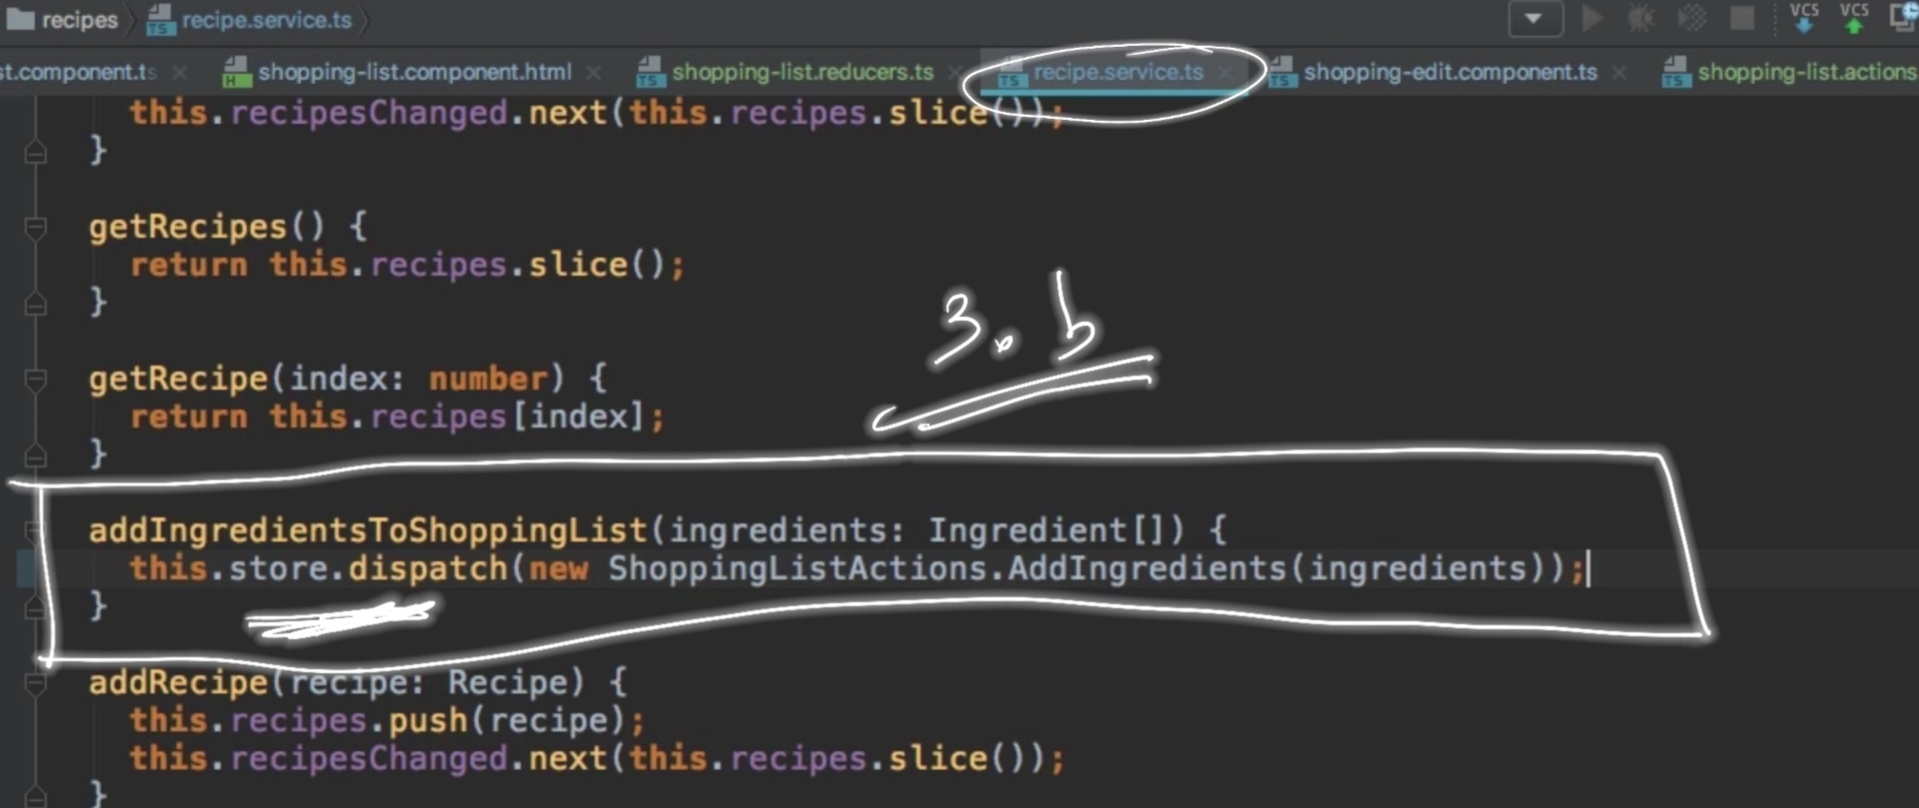 recipes recipe.service.ts VCS VCS
st.component.ts shopping-list.component.html shopping-list.reducers.ts recipe.service.ts shopping-edit.component.ts shopping-list.actions
this.recipesChanged.next(this.recipes.slice());
}
getRecipes() {
return this.recipes.slice();
}
3.b
getRecipe(index: number) {
return this.recipes[index];
}
addIngredientsToShoppingList(ingredients: Ingredient[]) {
this.store.dispatch(new ShoppingListActions.AddIngredients(ingredients));
}
addRecipe(recipe: Recipe) {
this.recipes.push(recipe);
this.recipesChanged.next(this.recipes.slice());
}